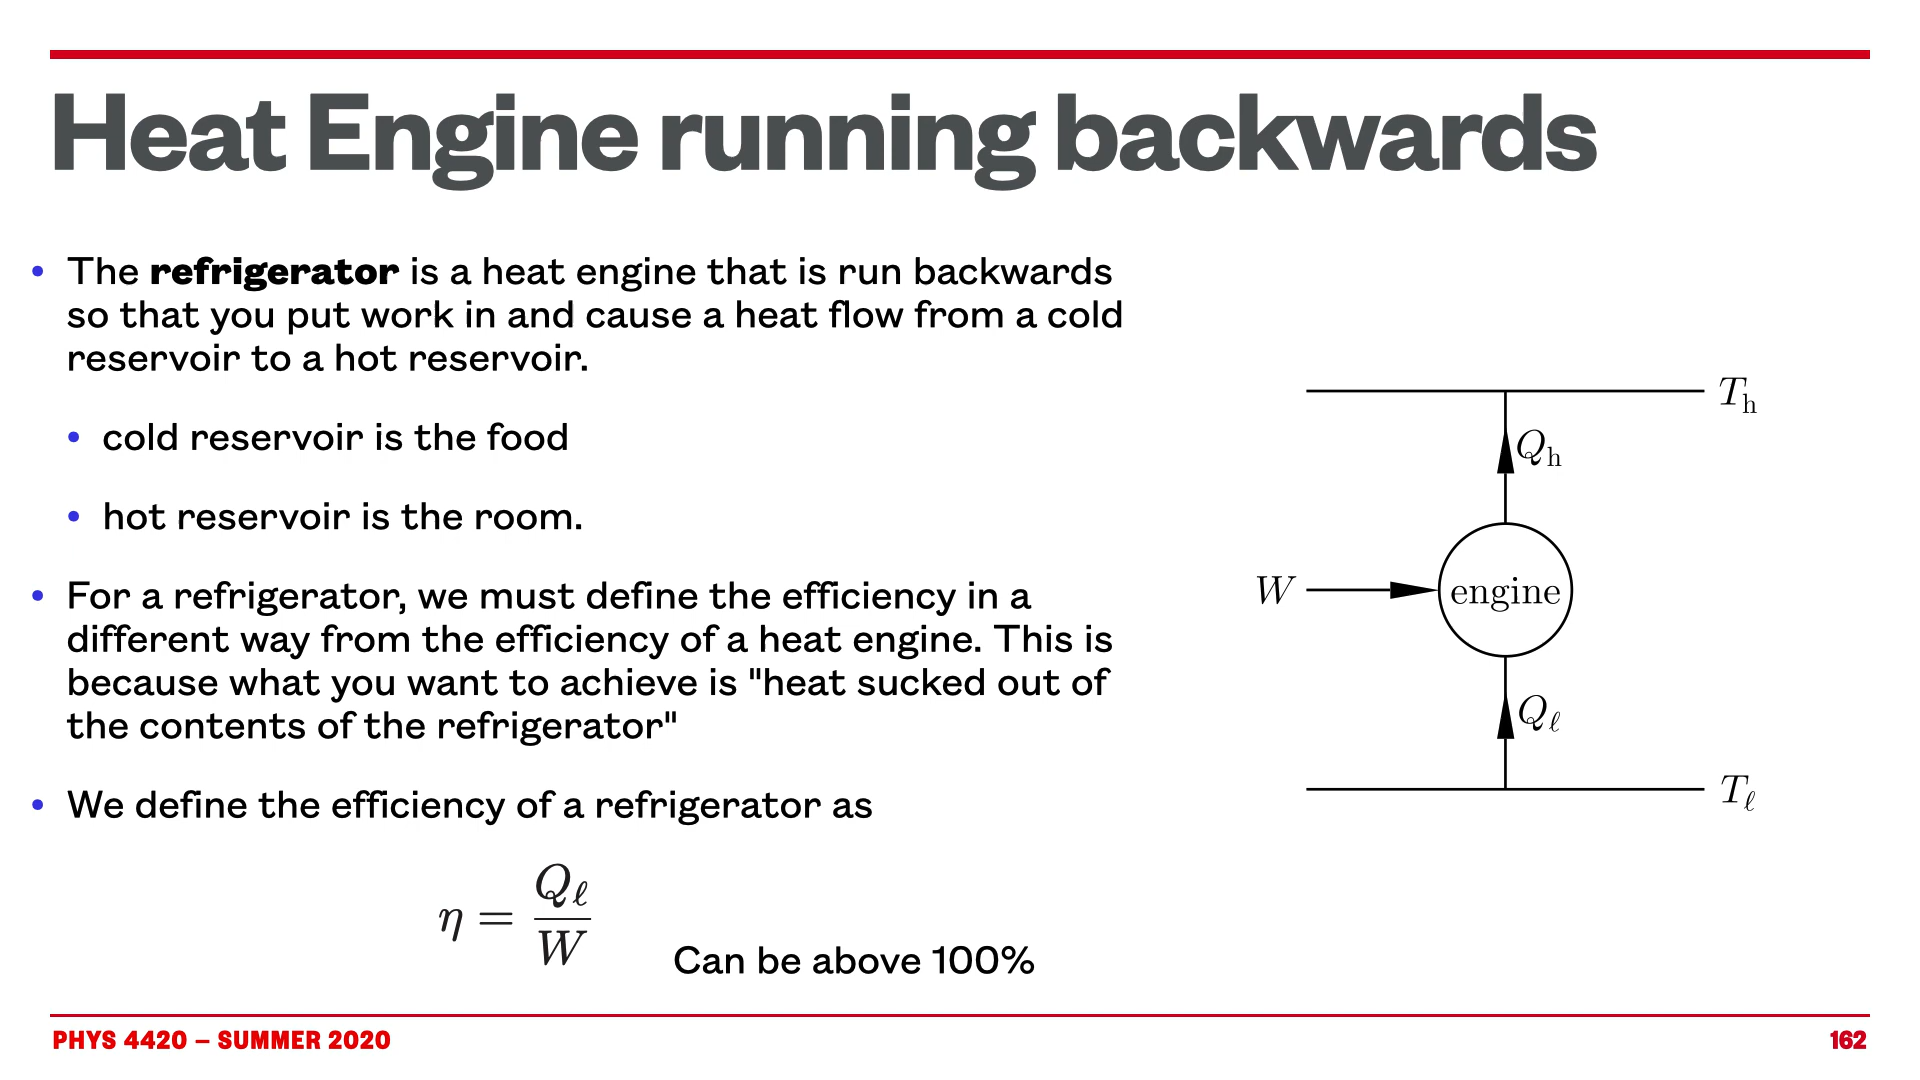 Heat Engine running backwards
• The refrigerator is a heat engine that is run backwards
so that you put work in and cause a heat flow from a cold
reservoir to a hot reservoir.
• cold reservoir is the food
• hot reservoir is the room.
• For a refrigerator, we must define the efficiency in a
different way from the efficiency of a heat engine. This is
because what you want to achieve is "heat sucked out of
the contents of the refrigerator"
• We define the efficiency of a refrigerator as
η = Qℓ / W
Can be above 100%
Th
Qh
W
engine
Qℓ
Tℓ
PHYS 4420 – SUMMER 2020
162